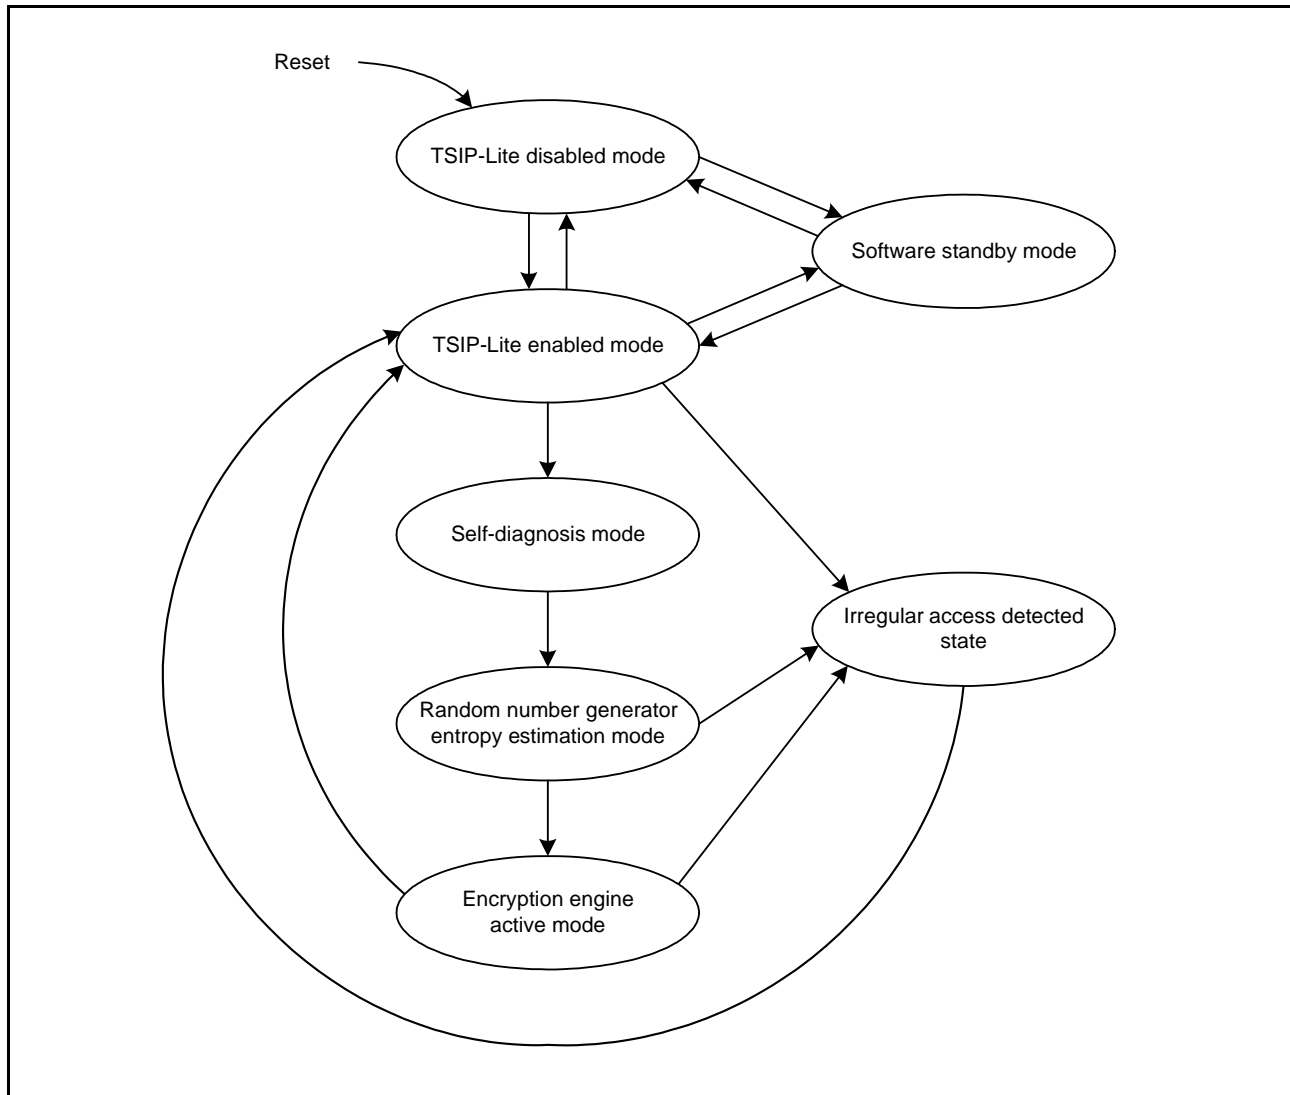 Reset
TSIP-Lite disabled mode
Software standby mode
TSIP-Lite enabled mode
Self-diagnosis mode
Irregular access detected
state
Random number generator
entropy estimation mode
Encryption engine
active mode